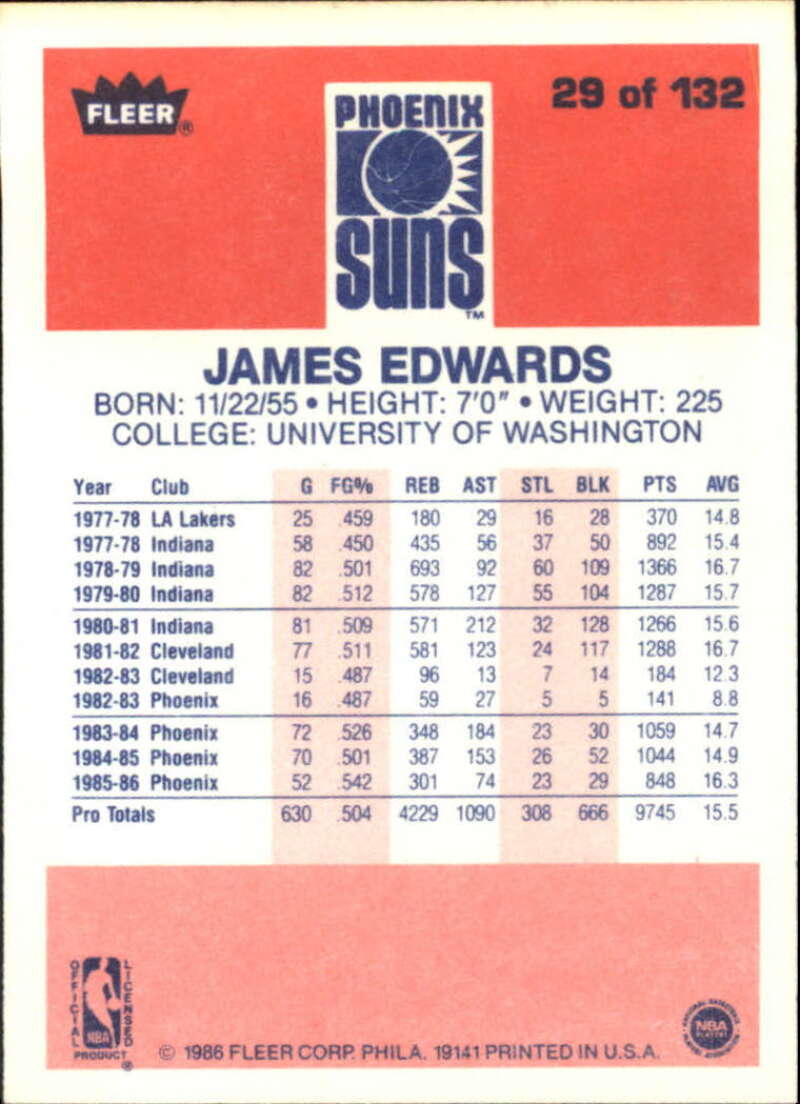 FLEER®
29 of 132
PHOENIX
SUNS
TM
JAMES EDWARDS
BORN: 11/22/55 • HEIGHT: 7'0" • WEIGHT: 225
COLLEGE: UNIVERSITY OF WASHINGTON
Year Club G FG% REB AST STL BLK PTS AVG
1977-78 LA Lakers 25 .459 180 29 16 28 370 14.8
1977-78 Indiana 58 .450 435 56 37 50 892 15.4
1978-79 Indiana 82 .501 693 92 60 109 1366 16.7
1979-80 Indiana 82 .512 578 127 55 104 1287 15.7
1980-81 Indiana 81 .509 571 212 32 128 1266 15.6
1981-82 Cleveland 77 .511 581 123 24 117 1288 16.7
1982-83 Cleveland 15 .487 96 13 7 14 184 12.3
1982-83 Phoenix 16 .487 59 27 5 5 141 8.8
1983-84 Phoenix 72 .526 348 184 23 30 1059 14.7
1984-85 Phoenix 70 .501 387 153 26 52 1044 14.9
1985-86 Phoenix 52 .542 301 74 23 29 848 16.3
Pro Totals 630 .504 4229 1090 308 666 9745 15.5
OFFICIAL
LICENSED
NBA
PRODUCT
®
© 1986 FLEER CORP. PHILA. 19141 PRINTED IN U.S.A.
NATIONAL BASKETBALL
NBA
PLAYERS
PLAYERS ASSOCIATION